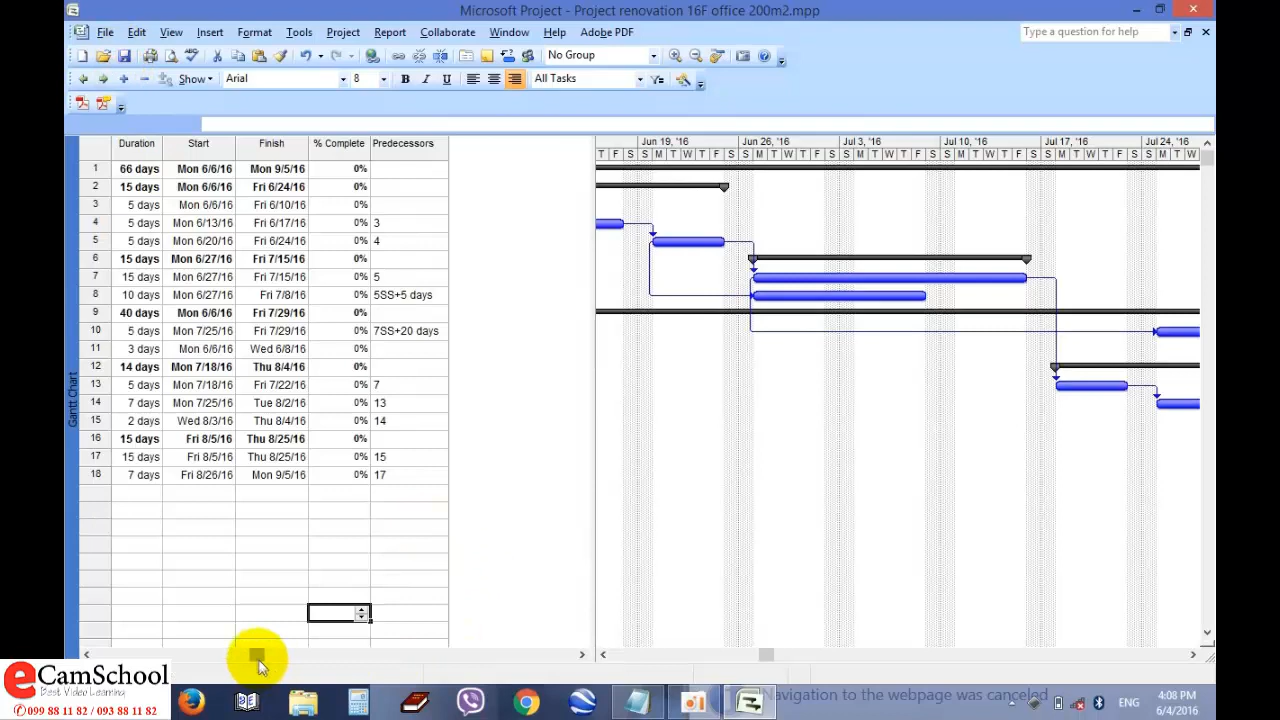 Microsoft Project - Project renovation 16F office 200m2.mpp
File Edit View Insert Format Tools Project Report Collaborate Window Help Adobe PDF
Type a question for help
No Group
Show Arial 8 B I U All Tasks
Duration Start Finish % Complete Predecessors
Jun 19, '16 Jun 26, '16 Jul 3, '16 Jul 10, '16 Jul 17, '16 Jul 24, '16
T F S S M T W T F S S M T W T F S S M T W T F S S M T W T F S S M T W T F S S M T W
1 66 days Mon 6/6/16 Mon 9/5/16 0%
2 15 days Mon 6/6/16 Fri 6/24/16 0%
3 5 days Mon 6/6/16 Fri 6/10/16 0%
4 5 days Mon 6/13/16 Fri 6/17/16 0% 3
5 5 days Mon 6/20/16 Fri 6/24/16 0% 4
6 15 days Mon 6/27/16 Fri 7/15/16 0%
7 15 days Mon 6/27/16 Fri 7/15/16 0% 5
8 10 days Mon 6/27/16 Fri 7/8/16 0% 5SS+5 days
9 40 days Mon 6/6/16 Fri 7/29/16 0%
10 5 days Mon 7/25/16 Fri 7/29/16 0% 7SS+20 days
11 3 days Mon 6/6/16 Wed 6/8/16 0%
12 14 days Mon 7/18/16 Thu 8/4/16 0%
13 5 days Mon 7/18/16 Fri 7/22/16 0% 7
14 7 days Mon 7/25/16 Tue 8/2/16 0% 13
15 2 days Wed 8/3/16 Thu 8/4/16 0% 14
16 15 days Fri 8/5/16 Thu 8/25/16 0%
17 15 days Fri 8/5/16 Thu 8/25/16 0% 15
18 7 days Fri 8/26/16 Mon 9/5/16 0% 17
Gantt Chart
eCamSchool
Best Video Learning
099 88 11 82 / 093 88 11 82
Navigation to the webpage was canceled
ENG
4:08 PM
6/4/2016